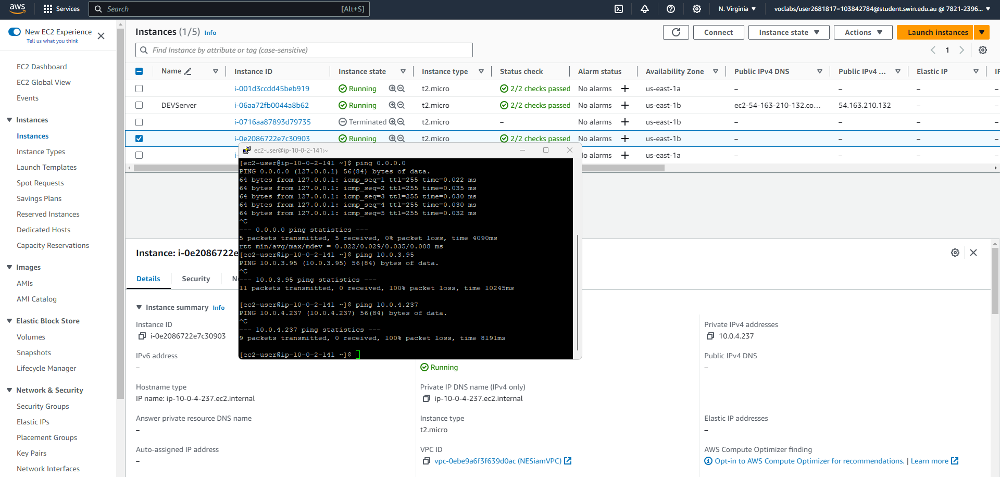 aws
Services
Search
[Alt+S]
N. Virginia
voclabs/user2681817=103842784@student.swin.edu.au @ 7821-2396...
New EC2 Experience
Tell us what you think
EC2 Dashboard
EC2 Global View
Events
Instances
Instances
Instance Types
Launch Templates
Spot Requests
Savings Plans
Reserved Instances
Dedicated Hosts
Capacity Reservations
Images
AMIs
AMI Catalog
Elastic Block Store
Volumes
Snapshots
Lifecycle Manager
Network & Security
Security Groups
Elastic IPs
Placement Groups
Key Pairs
Network Interfaces
Instances (1/5) Info
Connect
Instance state
Actions
Launch instances
Find Instance by attribute or tag (case-sensitive)
1
Name Instance ID Instance state Instance type Status check Alarm status Availability Zone Public IPv4 DNS Public IPv4 ... Elastic IP IP
i-001d3ccdd45beb919 Running t2.micro 2/2 checks passed No alarms + us-east-1a – – – –
DEVServer i-06aa72fb0044a8b62 Running t2.micro 2/2 checks passed No alarms + us-east-1b ec2-54-163-210-132.co... 54.163.210.132 – –
i-0716aa87893d79735 Terminated t2.micro – No alarms + us-east-1b – – – –
i-0e2086722e7c30903 Running t2.micro 2/2 checks passed No alarms + us-east-1b – – – –
i- No alarms + us-east-1a – – – –
ec2-user@ip-10-0-2-141:~
[ec2-user@ip-10-0-2-141 ~]$ ping 0.0.0.0
PING 0.0.0.0 (127.0.0.1) 56(84) bytes of data.
64 bytes from 127.0.0.1: icmp_seq=1 ttl=255 time=0.022 ms
64 bytes from 127.0.0.1: icmp_seq=2 ttl=255 time=0.035 ms
64 bytes from 127.0.0.1: icmp_seq=3 ttl=255 time=0.030 ms
64 bytes from 127.0.0.1: icmp_seq=4 ttl=255 time=0.030 ms
64 bytes from 127.0.0.1: icmp_seq=5 ttl=255 time=0.032 ms
^C
--- 0.0.0.0 ping statistics ---
5 packets transmitted, 5 received, 0% packet loss, time 4090ms
rtt min/avg/max/mdev = 0.022/0.029/0.035/0.008 ms
[ec2-user@ip-10-0-2-141 ~]$ ping 10.0.3.95
PING 10.0.3.95 (10.0.3.95) 56(84) bytes of data.
^C
--- 10.0.3.95 ping statistics ---
11 packets transmitted, 0 received, 100% packet loss, time 10245ms
[ec2-user@ip-10-0-2-141 ~]$ ping 10.0.4.237
PING 10.0.4.237 (10.0.4.237) 56(84) bytes of data.
^C
--- 10.0.4.237 ping statistics ---
9 packets transmitted, 0 received, 100% packet loss, time 8191ms
[ec2-user@ip-10-0-2-141 ~]$
Instance: i-0e2086722e
Details
Security
Instance summary Info
Instance ID
i-0e2086722e7c30903
Private IPv4 addresses
10.0.4.237
IPv6 address
–
Running
Public IPv4 DNS
–
Hostname type
IP name: ip-10-0-4-237.ec2.internal
Private IP DNS name (IPv4 only)
ip-10-0-4-237.ec2.internal
Answer private resource DNS name
–
Instance type
t2.micro
Elastic IP addresses
–
Auto-assigned IP address
–
VPC ID
vpc-0ebe9a6f3f639d0ac (NESiamVPC)
AWS Compute Optimizer finding
Opt-in to AWS Compute Optimizer for recommendations. | Learn more